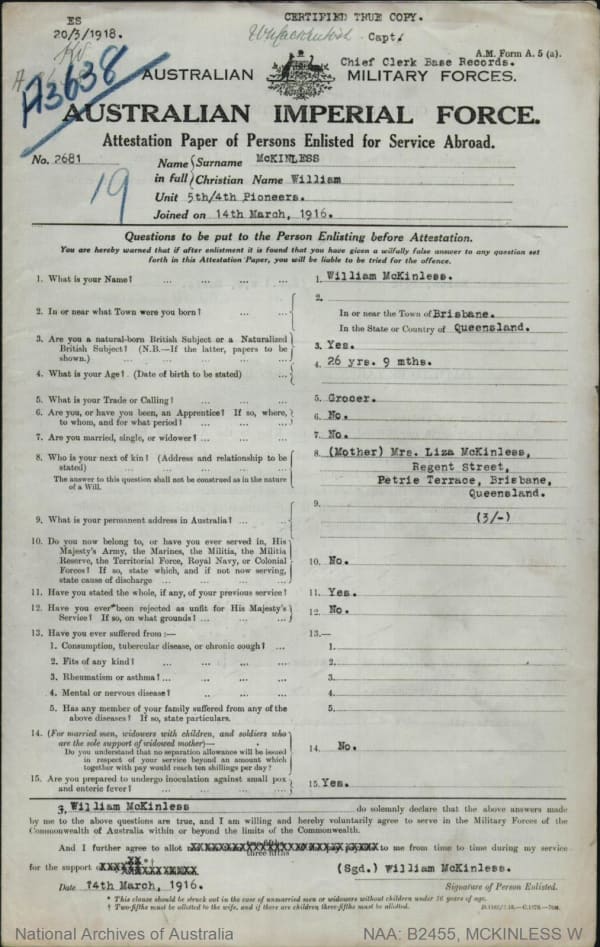 ES
20/3/1918.
CERTIFIED TRUE COPY.
Capt.
Chief Clerk Base Records.
A.M. Form A. 5 (a).
A3638
AUSTRALIAN MILITARY FORCES.
AUSTRALIAN IMPERIAL FORCE.
Attestation Paper of Persons Enlisted for Service Abroad.
No. 2681
19
Name in full { Surname McKINLESS
Christian Name William
Unit 5th/4th Pioneers.
Joined on 14th March, 1916.
Questions to be put to the Person Enlisting before Attestation.
You are hereby warned that if after enlistment it is found that you have given a wilfully false answer to any question set
forth in this Attestation Paper, you will be liable to be tried for the offence.
1. What is your Name? ... ... ... 1. William McKinless.
2. In or near what Town were you born? ... ... 2. In or near the Town of Brisbane.
In the State or Country of Queensland.
3. Are you a natural-born British Subject or a Naturalized
British Subject? (N.B.—If the latter, papers to be
shown.) ... ... ... ... 3. Yes.
4. What is your Age? (Date of birth to be stated) ... 4. 26 yrs. 9 mths.
5. What is your Trade or Calling? ... ... ... 5. Grocer.
6. Are you, or have you been, an Apprentice? If so, where,
to whom, and for what period? ... ... ... 6. No.
7. Are you married, single, or widower? ... ... ... 7. No.
8. Who is your next of kin? (Address and relationship to be
stated) ... ... ... ...
The answer to this question shall not be construed as in the nature
of a Will.
8. (Mother) Mrs. Liza McKinless,
Regent Street,
Petrie Terrace, Brisbane,
Queensland.
9. What is your permanent address in Australia? ... ... 9.
(3/-)
10. Do you now belong to, or have you ever served in, His
Majesty's Army, the Marines, the Militia, the Militia
Reserve, the Territorial Force, Royal Navy, or Colonial
Forces? If so, state which, and if not now serving,
state cause of discharge ... ... ... 10. No.
11. Have you stated the whole, if any, of your previous service? 11. Yes.
12. Have you ever been rejected as unfit for His Majesty's
Service? If so, on what grounds? ... ... ... 12. No.
13. Have you ever suffered from :— 13.—
1. Consumption, tubercular disease, or chronic cough? ... 1.
2. Fits of any kind? ... ... ... ... 2.
3. Rheumatism or asthma? ... ... ... ... 3.
4. Mental or nervous disease? ... ... ... 4.
5. Has any member of your family suffered from any of the
above diseases? If so, state particulars. 5.
14. (For married men, widowers with children, and soldiers who
are the sole support of widowed mother)—
Do you understand that no separation allowance will be issued
in respect of your service beyond an amount which
together with pay would reach ten shillings per day? 14. No.
15. Are you prepared to undergo inoculation against small pox
and enteric fever? ... ... ... ... 15. Yes.
I, William McKinless do solemnly declare that the above answers made
by me to the above questions are true, and I am willing and hereby voluntarily agree to serve in the Military Forces of the
Commonwealth of Australia within or beyond the limits of the Commonwealth.
And I further agree to allot two-fifths three fifths to me from time to time during my service
for the support
(Sgd.) William McKinless.
Date 14th March, 1916.
Signature of Person Enlisted.
* This clause should be struck out in the case of unmarried men or widowers without children under 16 years of age.
† Two-fifths must be allotted to the wife, and if there are children three-fifths must be allotted.
National Archives of Australia
NAA: B2455, MCKINLESS W